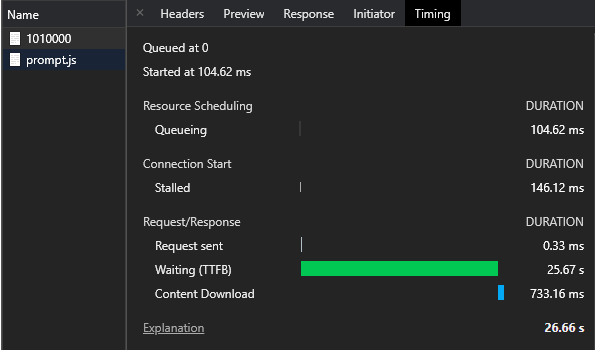 Name
1010000
prompt.js
× Headers Preview Response Initiator Timing
Queued at 0
Started at 104.62 ms
Resource Scheduling DURATION
Queueing 104.62 ms
Connection Start DURATION
Stalled 146.12 ms
Request/Response DURATION
Request sent 0.33 ms
Waiting (TTFB) 25.67 s
Content Download 733.16 ms
Explanation 26.66 s